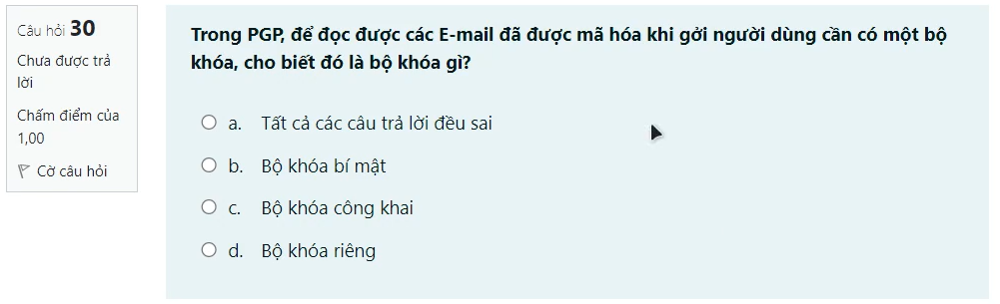 Câu hỏi 30
Chưa được trả
lời
Chấm điểm của
1,00
Cờ câu hỏi
Trong PGP, để đọc được các E-mail đã được mã hóa khi gởi người dùng cần có một bộ
khóa, cho biết đó là bộ khóa gì?
a. Tất cả các câu trả lời đều sai
b. Bộ khóa bí mật
c. Bộ khóa công khai
d. Bộ khóa riêng